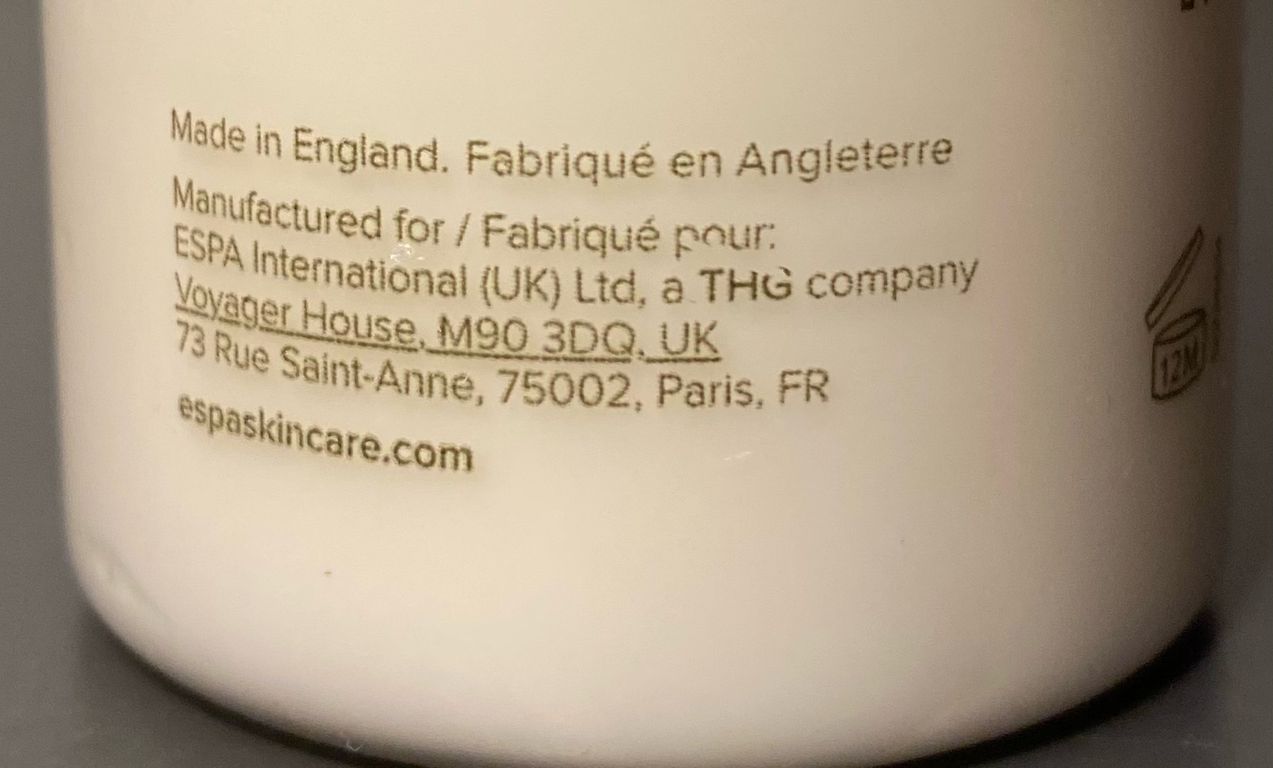 Made in England. Fabriqué en Angleterre
Manufactured for / Fabriqué pour:
ESPA International (UK) Ltd, a THG company
Voyager House, M90 3DQ, UK
73 Rue Saint-Anne, 75002, Paris, FR
espaskincare.com
12M